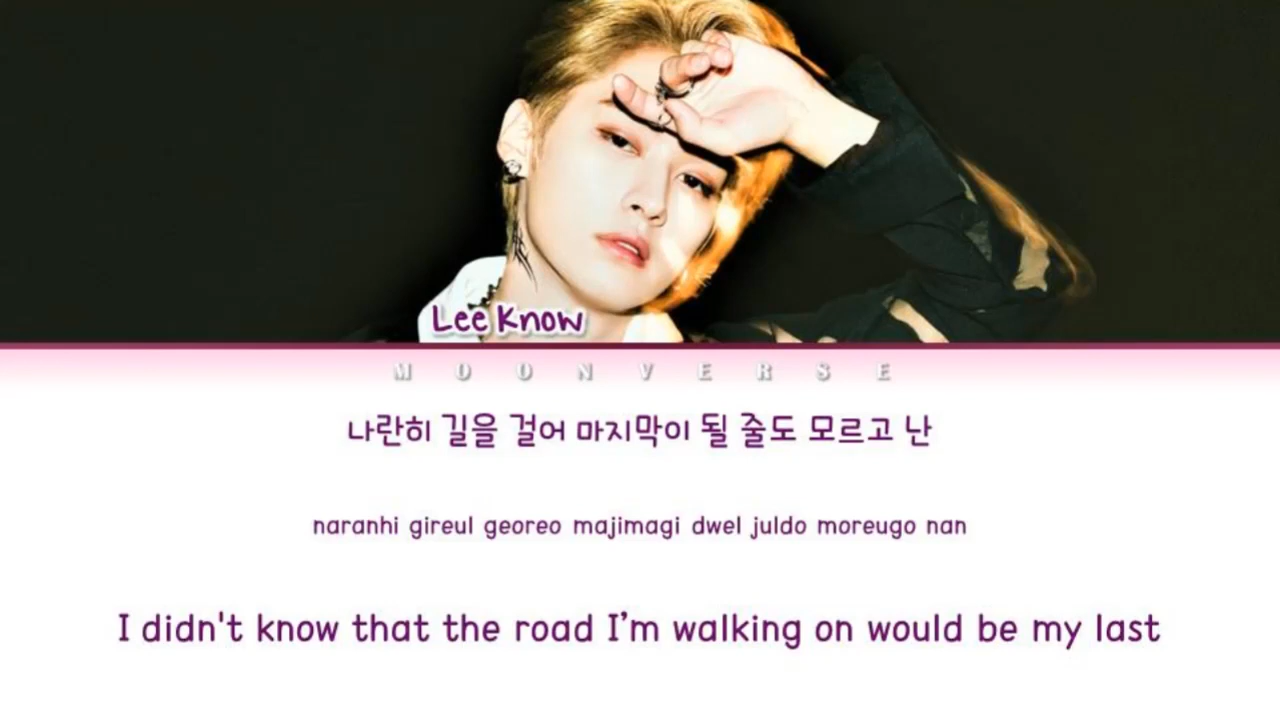 Lee Know
MOONVERSE
나란히 길을 걸어 마지막이 될 줄도 모르고 난
naranhi gireul georeo majimagi dwel juldo moreugo nan
I didn't know that the road I’m walking on would be my last